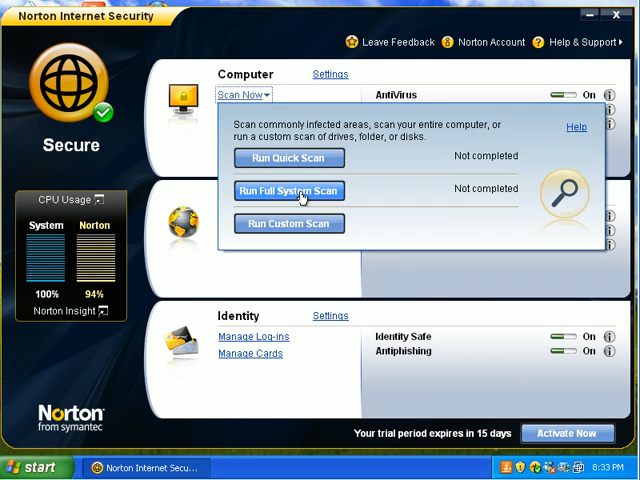 Norton Internet Security
Leave Feedback
Norton Account
Help & Support
Secure
Computer
Settings
Scan Now
AntiVirus
On
Scan commonly infected areas, scan your entire computer, or
run a custom scan of drives, folder, or disks.
Help
Run Quick Scan
Not completed
Run Full System Scan
Not completed
Run Custom Scan
CPU Usage
System
Norton
100%
94%
Norton Insight
Identity
Settings
Manage Log-ins
Identity Safe
On
Manage Cards
Antiphishing
On
Norton
from symantec
Your trial period expires in 15 days
Activate Now
start
Norton Internet Secu...
8:33 PM